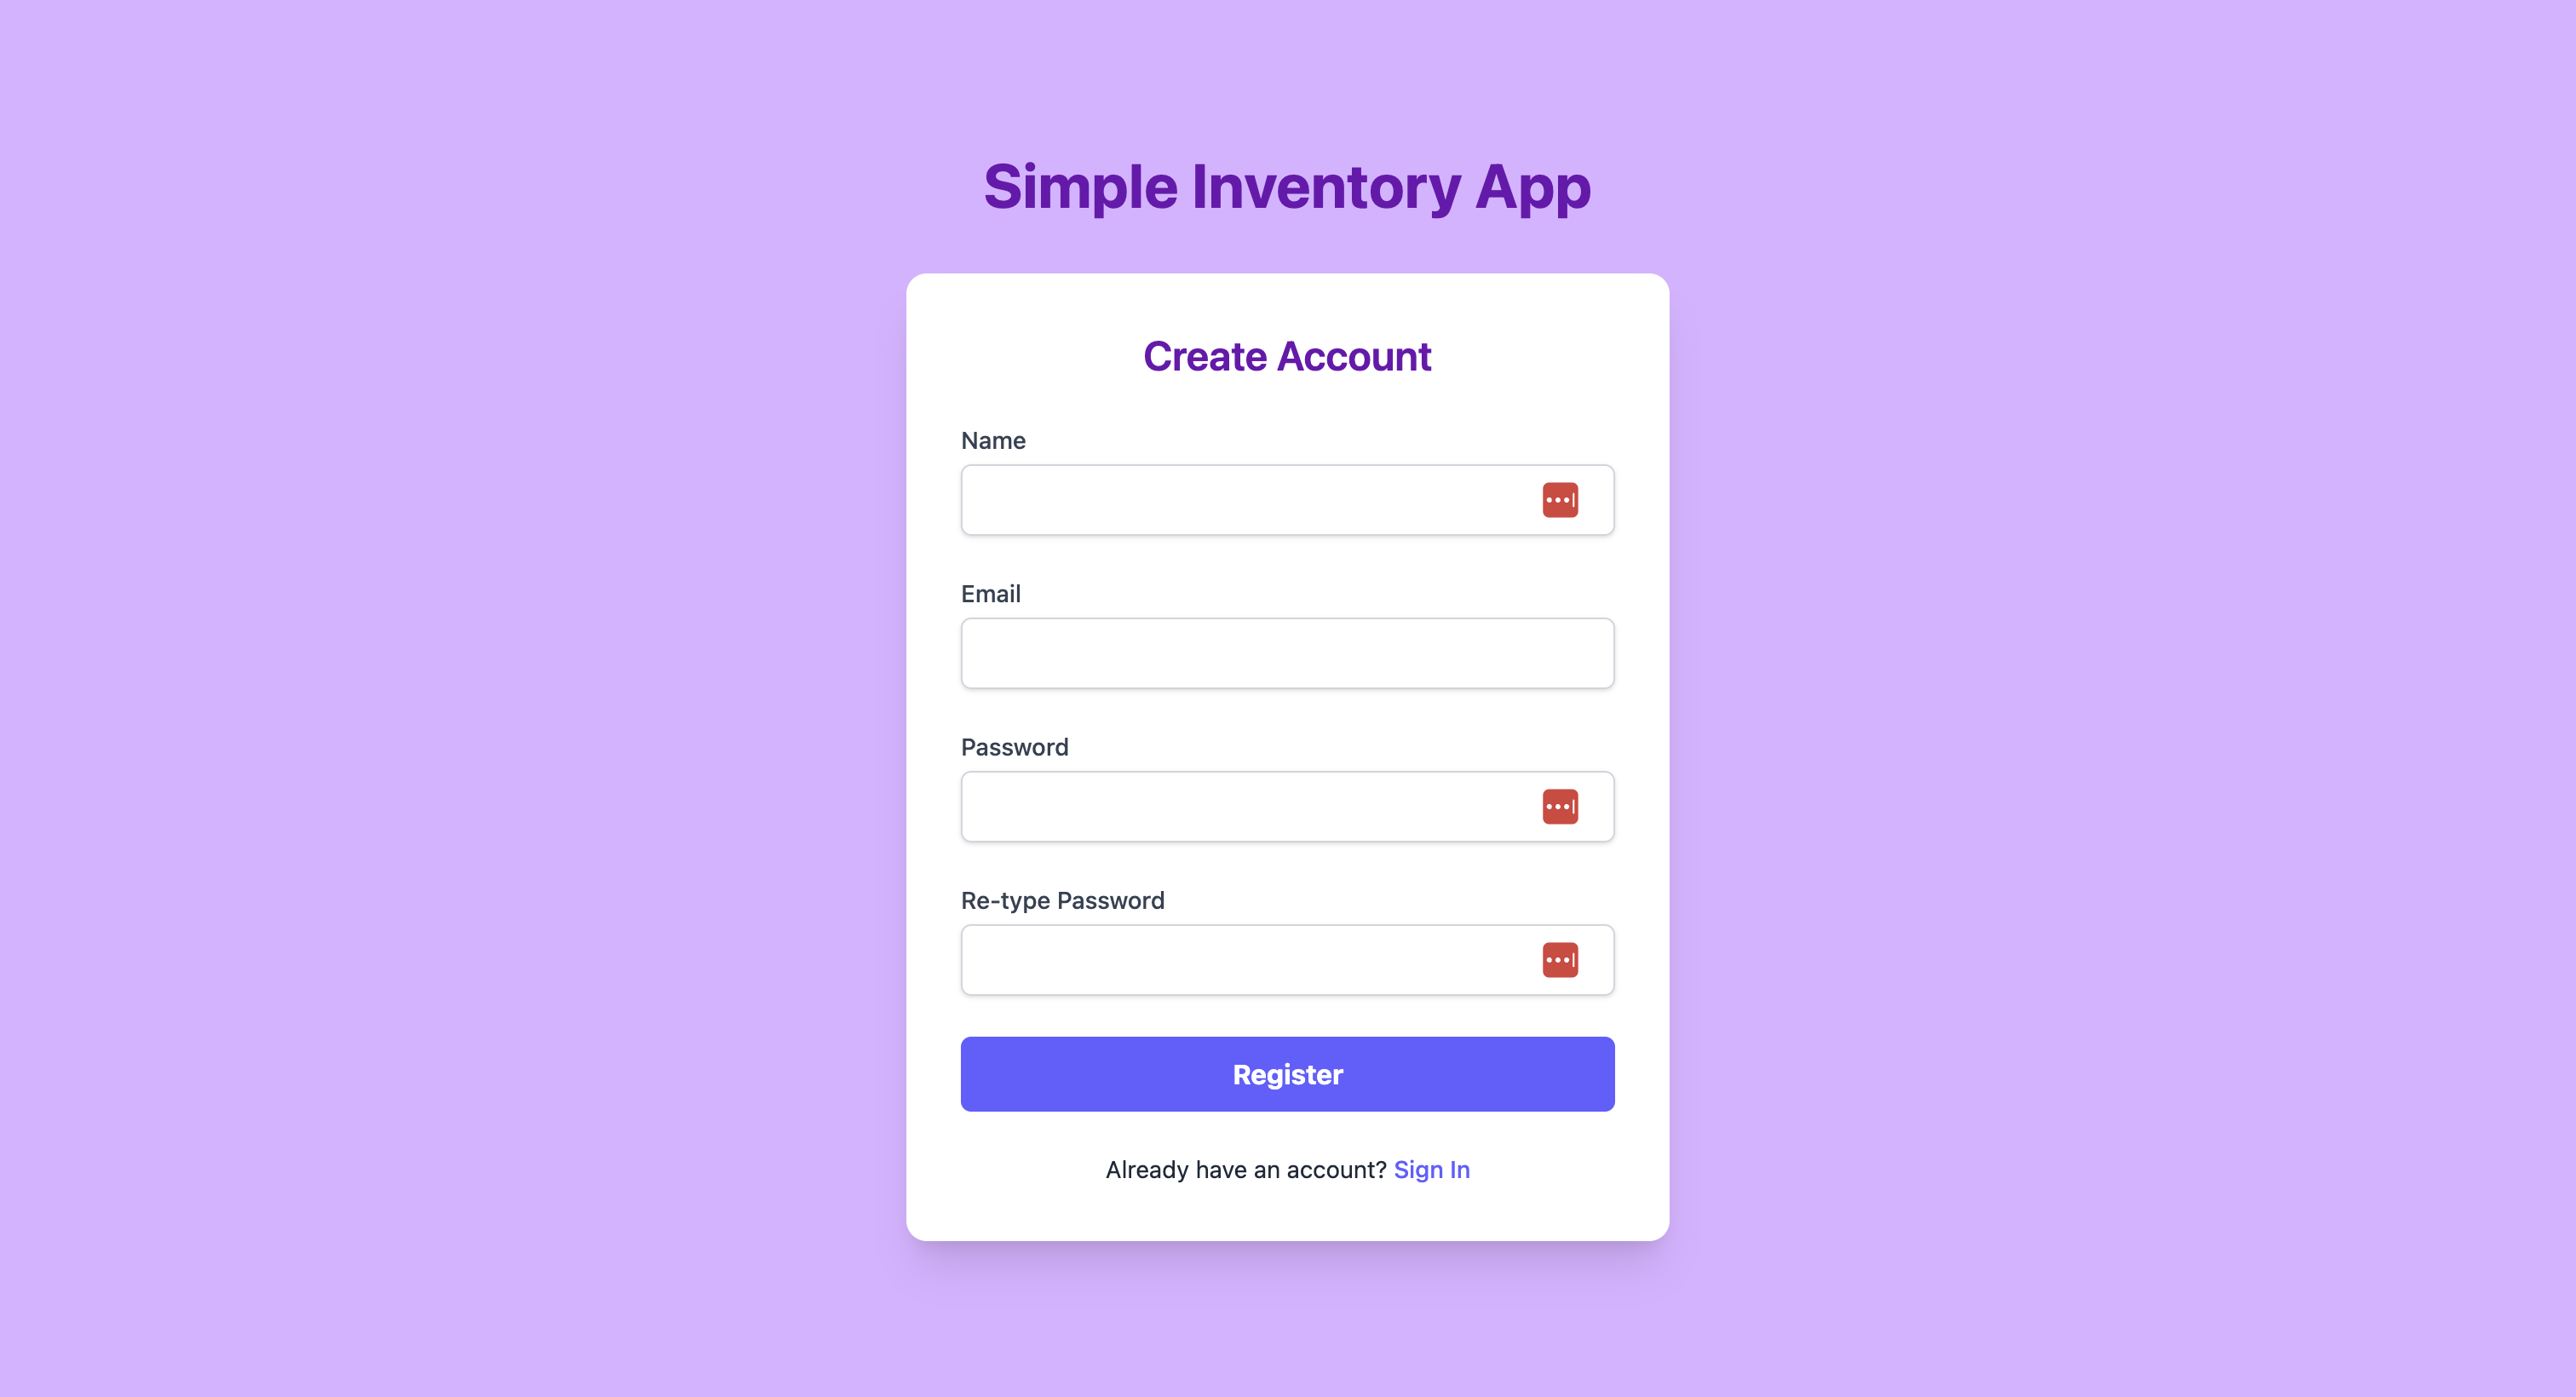 Simple Inventory App
Create Account
Name
Email
Password
Re-type Password
Register
Already have an account? Sign In